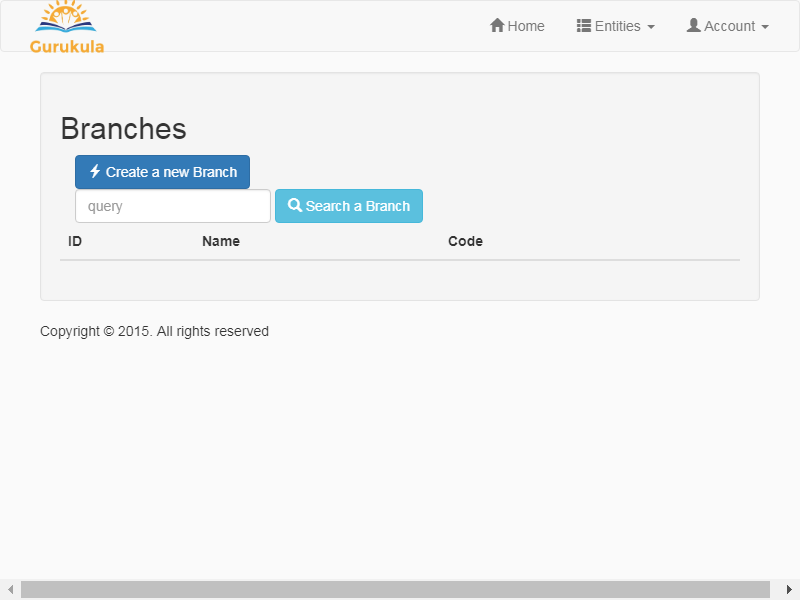 Gurukula
Home Entities Account
Branches
Create a new Branch
query Search a Branch
ID Name Code
Copyright © 2015. All rights reserved